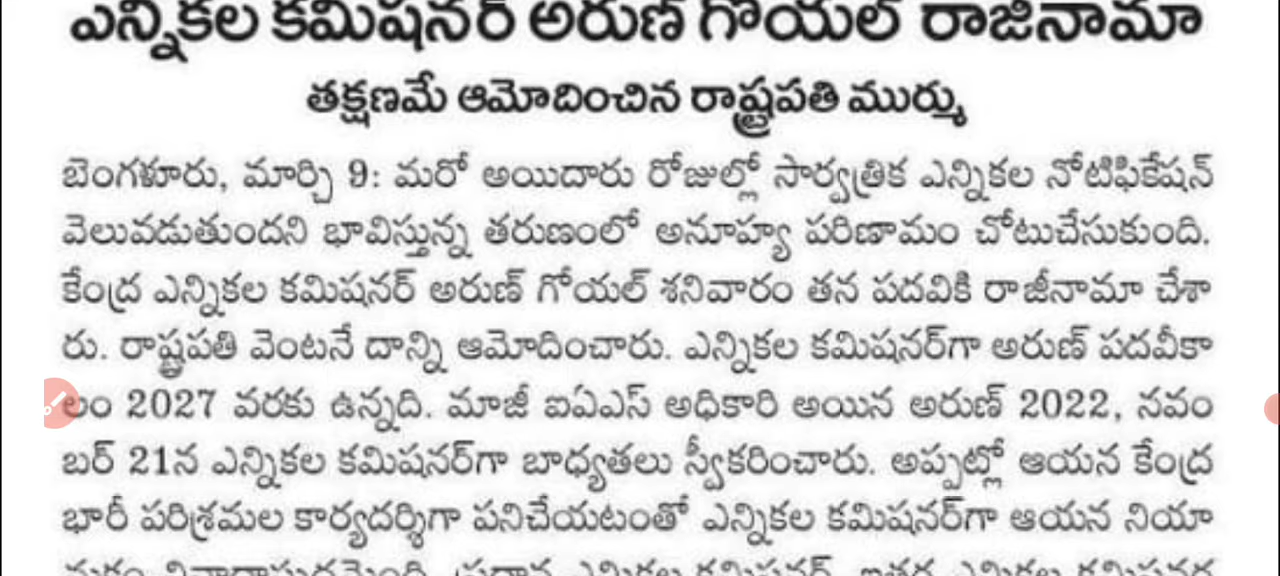 ఎన్నికల కమిషనర్ అరుణ్ గోయల్ రాజీనామా
తక్షణమే ఆమోదించిన రాష్ట్రపతి ముర్ము
బెంగళూరు, మార్చి 9: మరో అయిదారు రోజుల్లో సార్వత్రిక ఎన్నికల నోటిఫికేషన్
వెలువడుతుందని భావిస్తున్న తరుణంలో అనూహ్య పరిణామం చోటుచేసుకుంది.
కేంద్ర ఎన్నికల కమిషనర్ అరుణ్ గోయల్ శనివారం తన పదవికి రాజీనామా చేశా
రు. రాష్ట్రపతి వెంటనే దాన్ని ఆమోదించారు. ఎన్నికల కమిషనర్‌గా అరుణ్ పదవీకా
లం 2027 వరకు ఉన్నది. మాజీ ఐఏఎస్ అధికారి అయిన అరుణ్ 2022, నవం
బర్ 21న ఎన్నికల కమిషనర్‌గా బాధ్యతలు స్వీకరించారు. అప్పట్లో ఆయన కేంద్ర
భారీ పరిశ్రమల కార్యదర్శిగా పనిచేయటంతో ఎన్నికల కమిషనర్‌గా ఆయన నియా